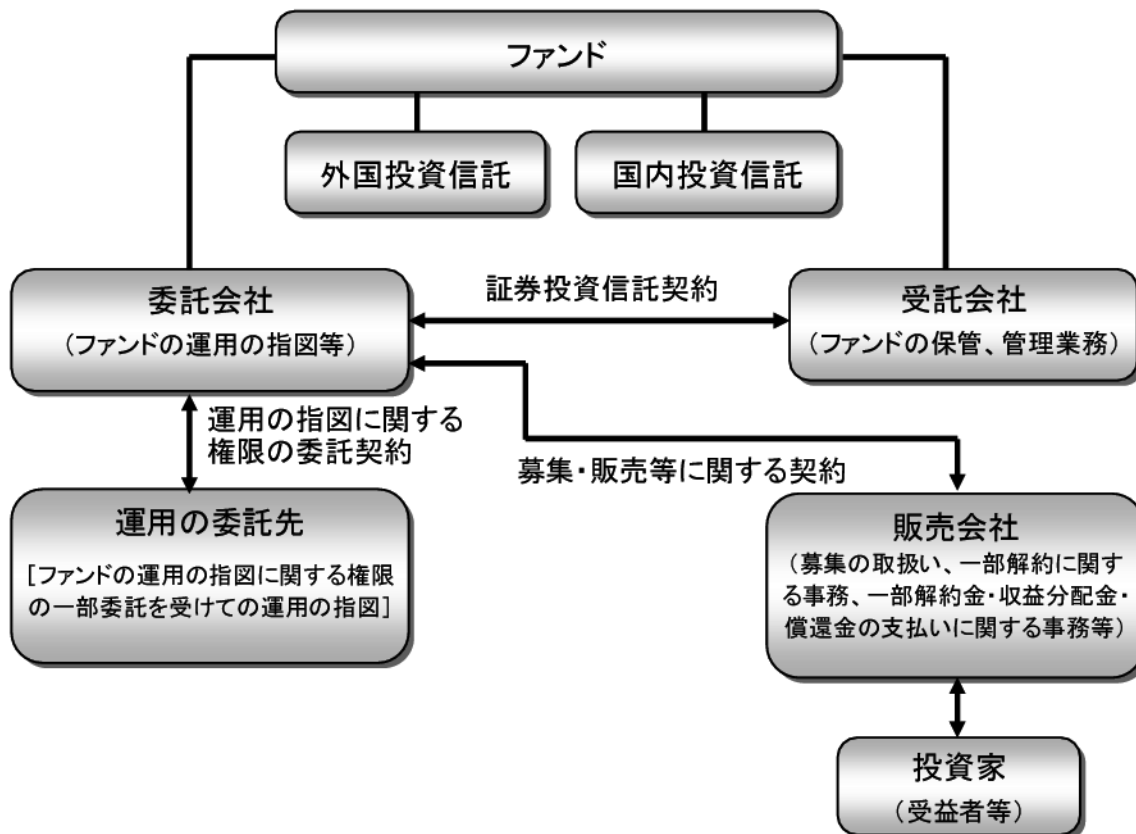 ファンド
外国投資信託
国内投資信託
委託会社
(ファンドの運用の指図等)
証券投資信託契約
受託会社
(ファンドの保管、管理業務)
運用の指図に関する
権限の委託契約
募集・販売等に関する契約
運用の委託先
[ファンドの運用の指図に関する権限
の一部委託を受けての運用の指図]
販売会社
(募集の取扱い、一部解約に関す
る事務、一部解約金・収益分配金・
償還金の支払いに関する事務等)
投資家
(受益者等)